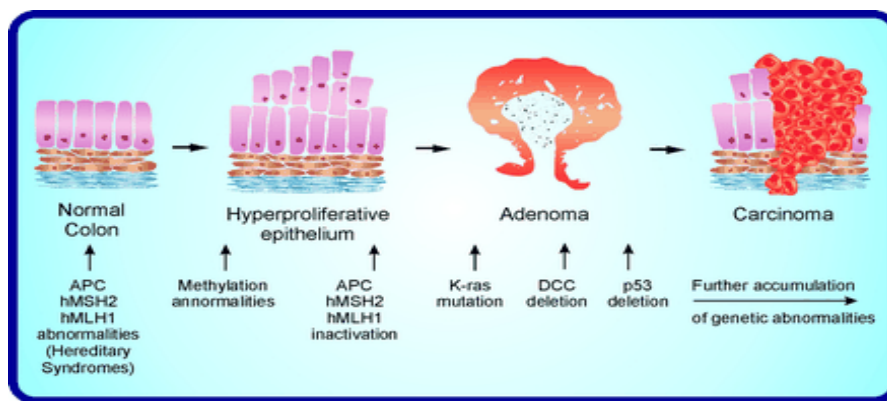 Normal
Colon
Hyperproliferative
epithelium
Adenoma
Carcinoma
APC
hMSH2
hMLH1
abnormalities
(Hereditary
Syndromes)
Methylation
annormalities
APC
hMSH2
hMLH1
inactivation
K-ras
mutation
DCC
deletion
p53
deletion
Further accumulation
of genetic abnormalities